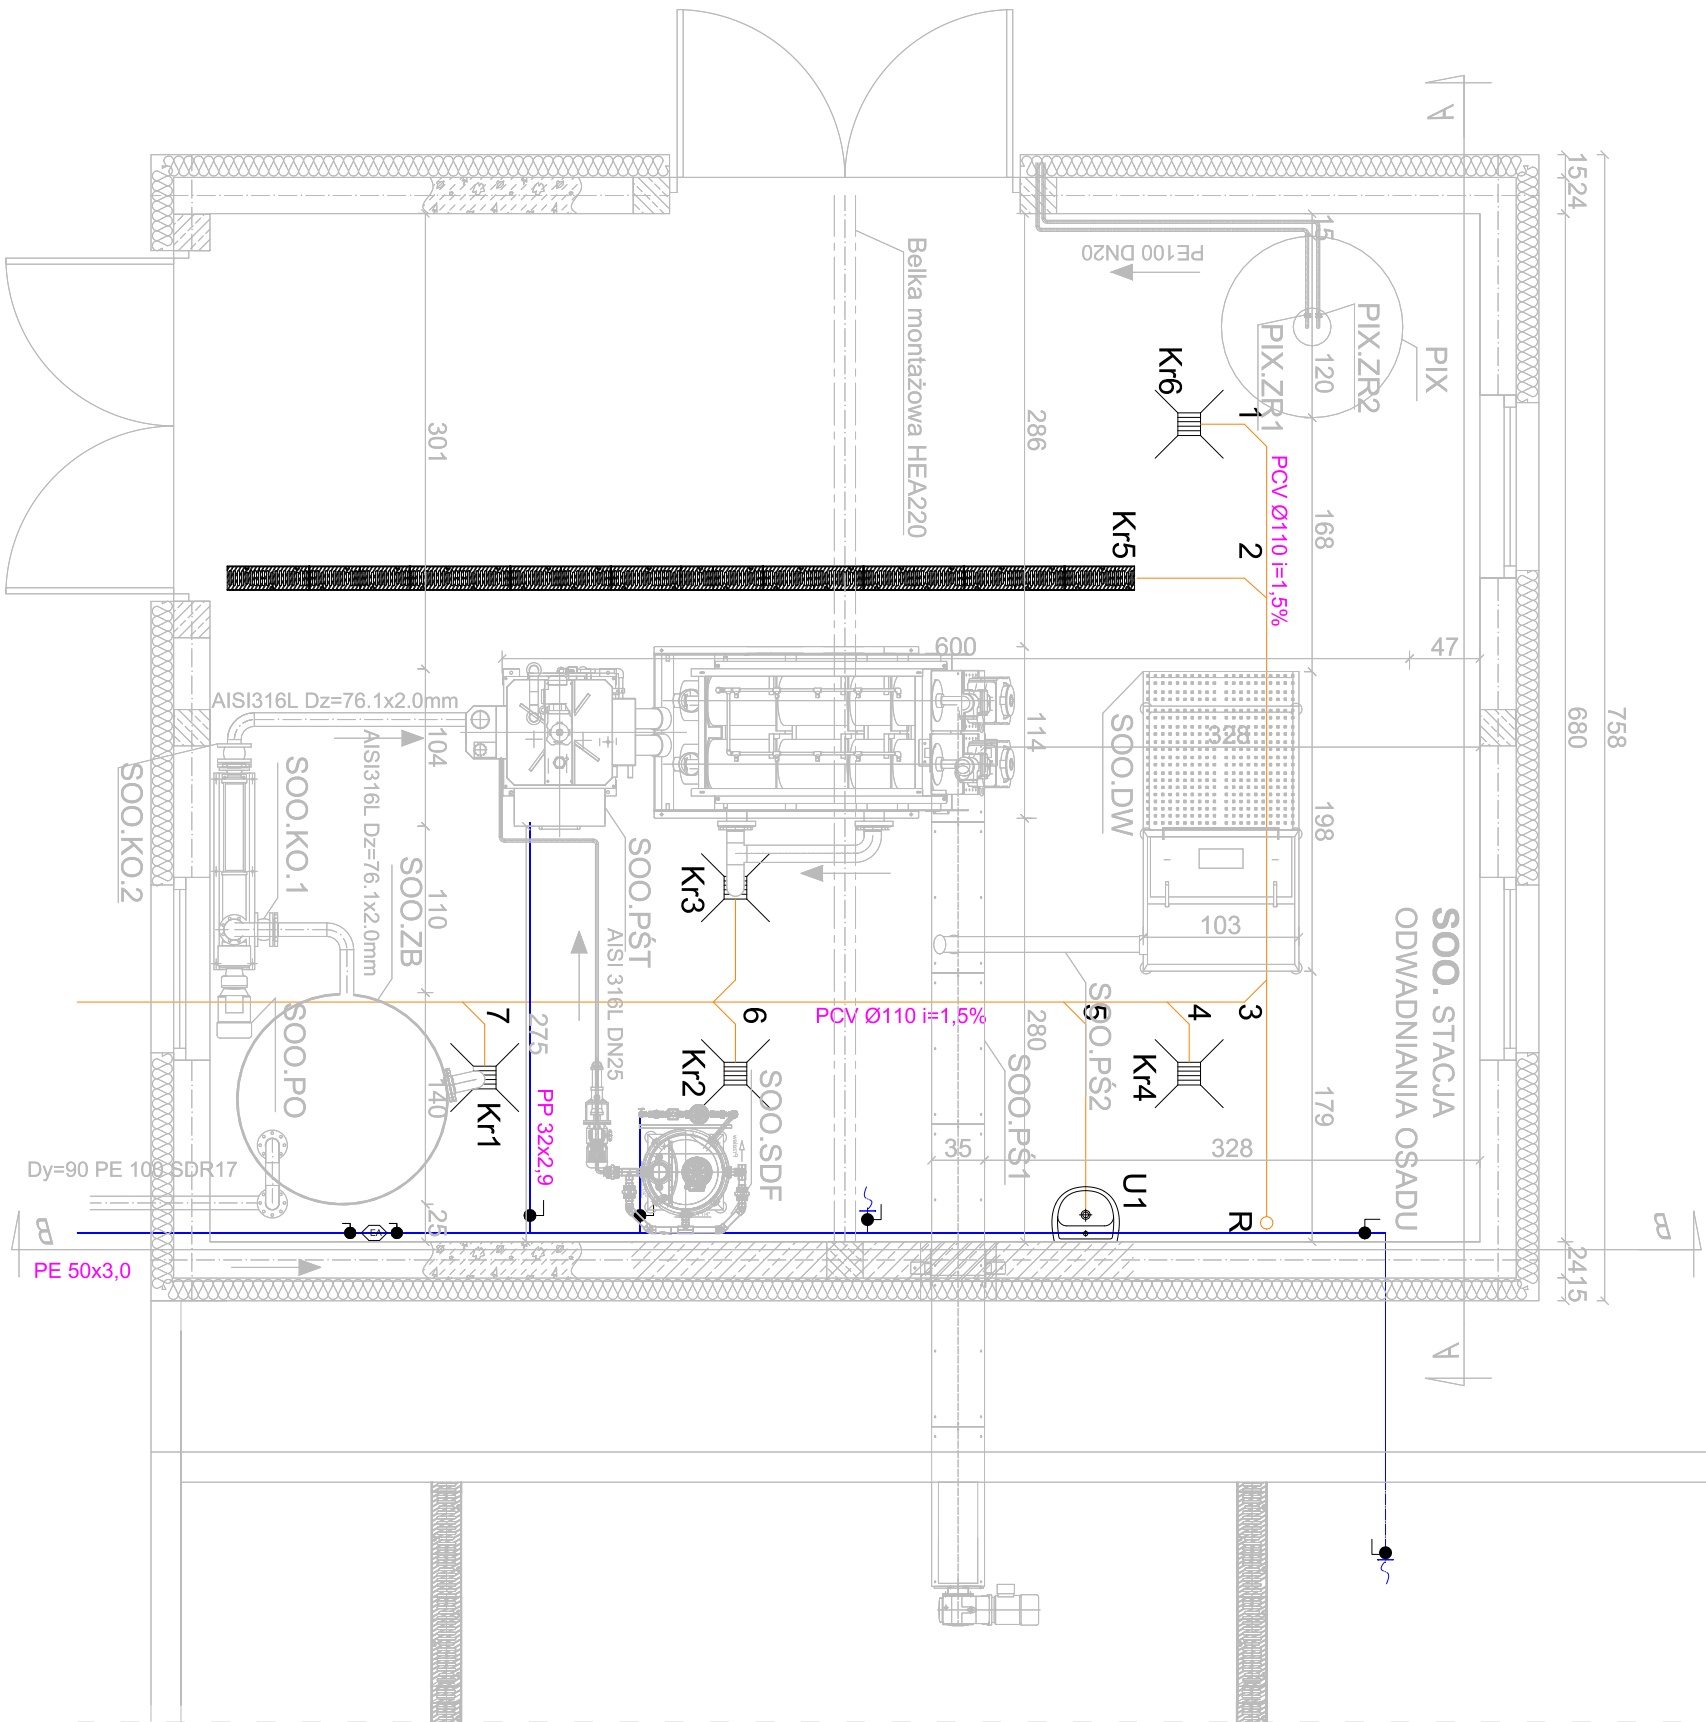 A
1524
758
680
2415
15
PE100 DN20
Belka montażowa HEA220
PIX
PIX.ZR2
PIX.ZR1
120
Kr6
1
PCV Ø110 i=1,5%
286
301
168
Kr5
2
600
47
AISI316L Dz=76.1x2.0mm
104
114
328
SOO.DW
198
AISI316L Dz=76.1x2.0mm
SOO.KO.2
SOO.KO.1
SOO.ZB
110
SOO.PŚT
Kr3
AISI 316L DN25
103
SOO. STACJA
ODWADNIANIA OSADU
7
275
6
PCV Ø110 i=1,5%
280
5
SOO.PŚ2
4
3
SOO.PO
Kr1
140
PP 32x2,9
Kr2
SOO.SDF
SOO.PŚ1
Kr4
179
35
328
Dy=90 PE 100 SDR17
U1
R
25
EA
B
B
PE 50x3,0
A